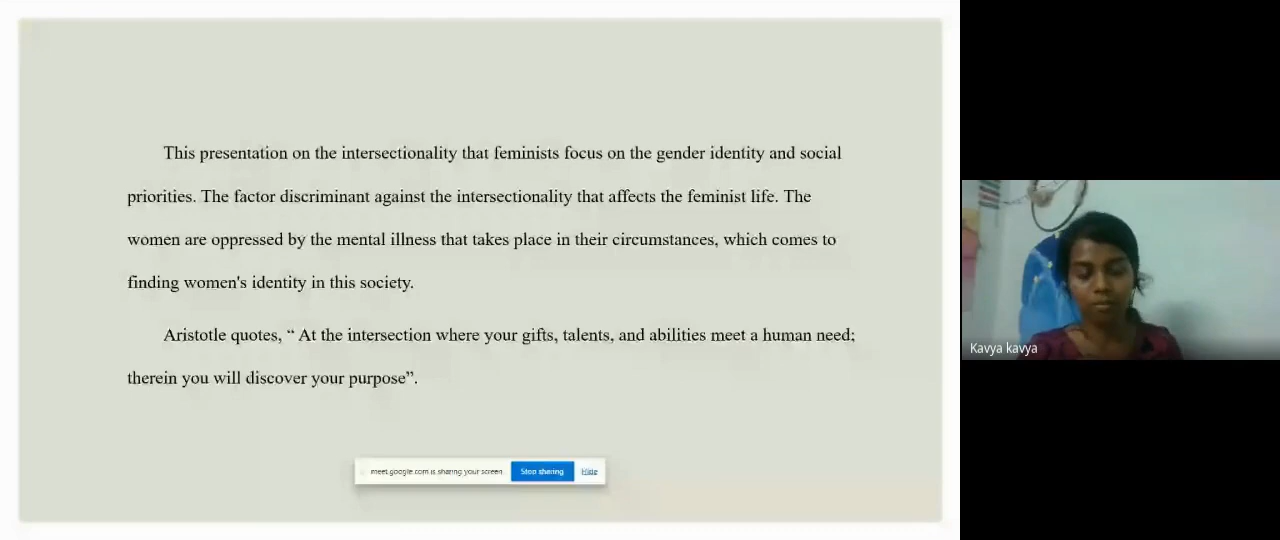 This presentation on the intersectionality that feminists focus on the gender identity and social
priorities. The factor discriminant against the intersectionality that affects the feminist life. The
women are oppressed by the mental illness that takes place in their circumstances, which comes to
finding women's identity in this society.
Aristotle quotes, “ At the intersection where your gifts, talents, and abilities meet a human need;
therein you will discover your purpose”.
meet.google.com is sharing your screen Stop sharing Hide
Kavya kavya